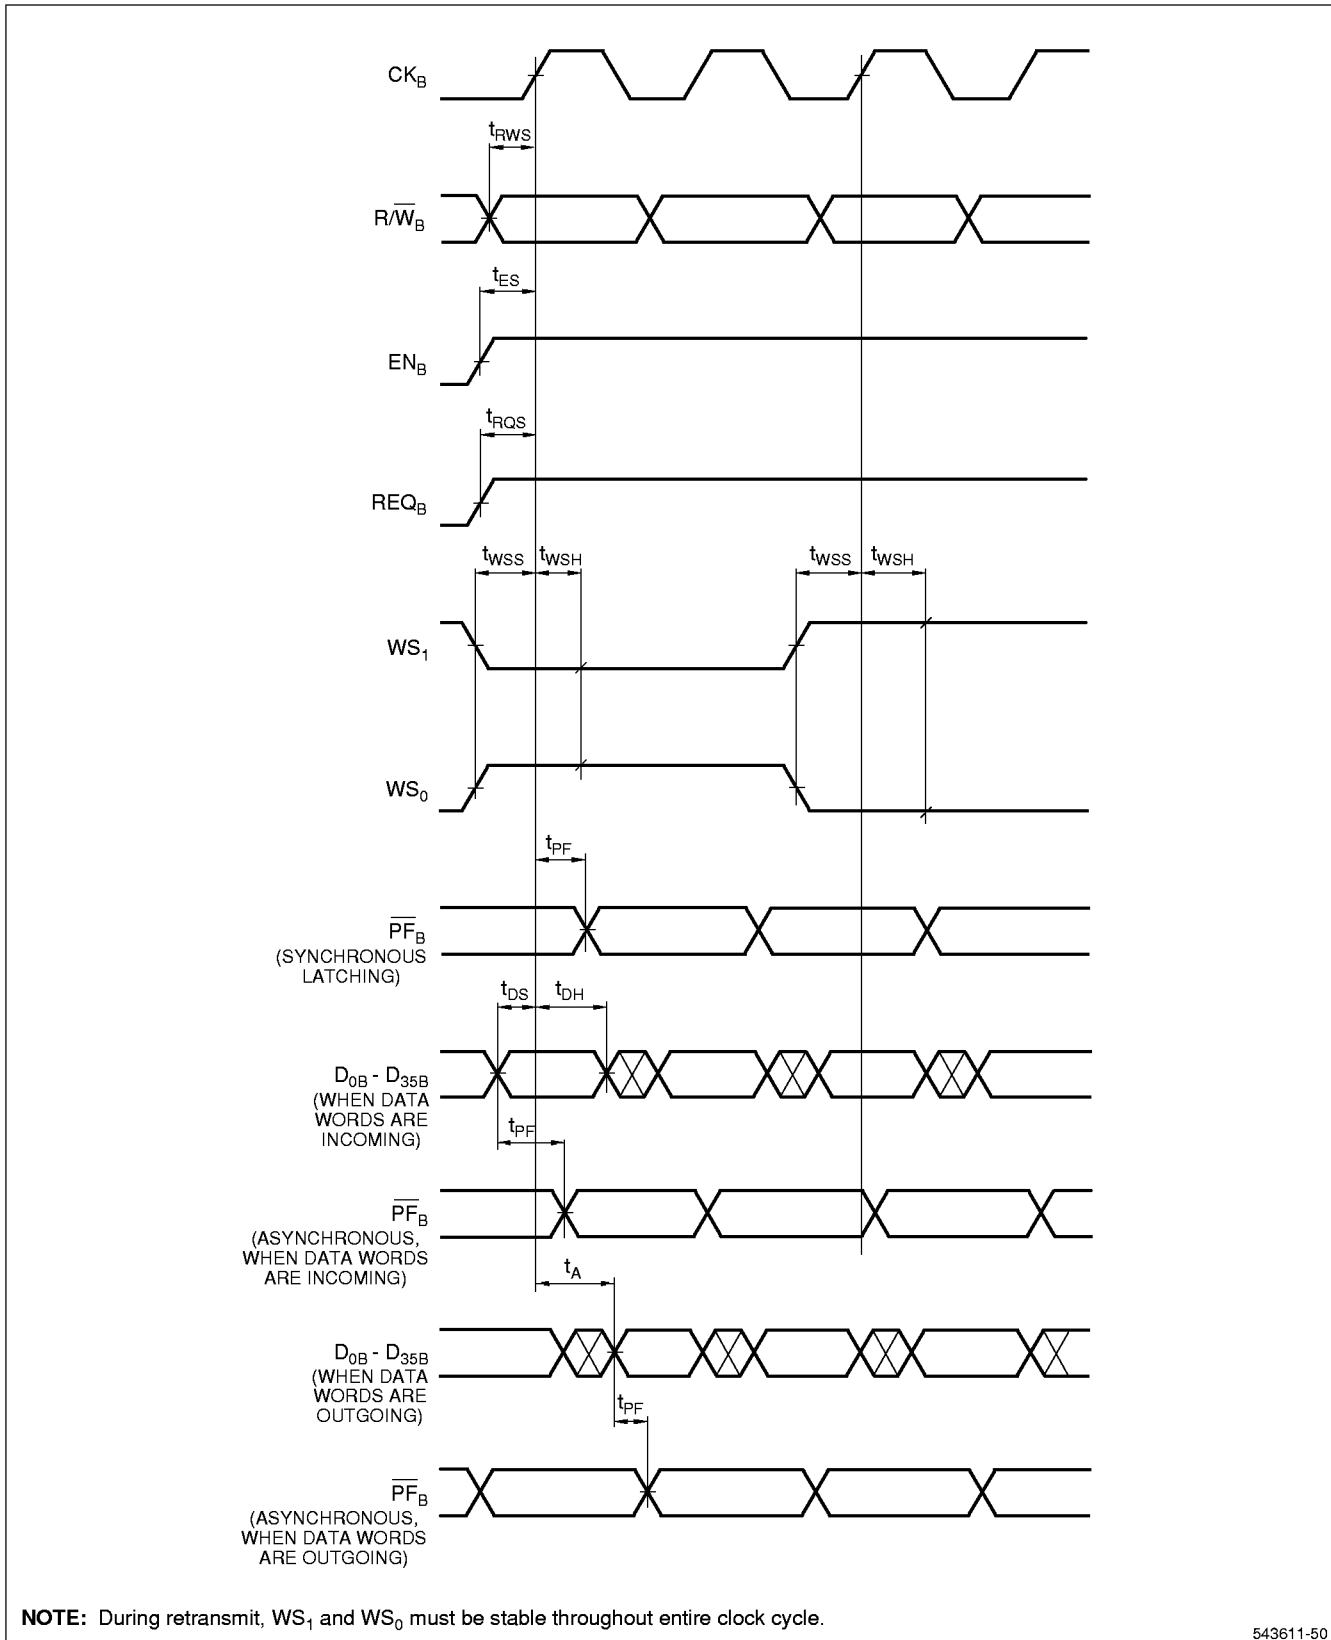 CK_B
t_RWS
R/W̅_B
t_ES
EN_B
t_RQS
REQ_B
t_WSS t_WSH t_WSS t_WSH
WS_1
WS_0
t_PF
P̅F̅_B
(SYNCHRONOUS
LATCHING)
t_DS t_DH
D_0B - D_35B
(WHEN DATA
WORDS ARE
INCOMING)
t_PF
P̅F̅_B
(ASYNCHRONOUS,
WHEN DATA WORDS
ARE INCOMING)
t_A
D_0B - D_35B
(WHEN DATA
WORDS ARE
OUTGOING)
t_PF
P̅F̅_B
(ASYNCHRONOUS,
WHEN DATA WORDS
ARE OUTGOING)
NOTE: During retransmit, WS_1 and WS_0 must be stable throughout entire clock cycle.
543611-50